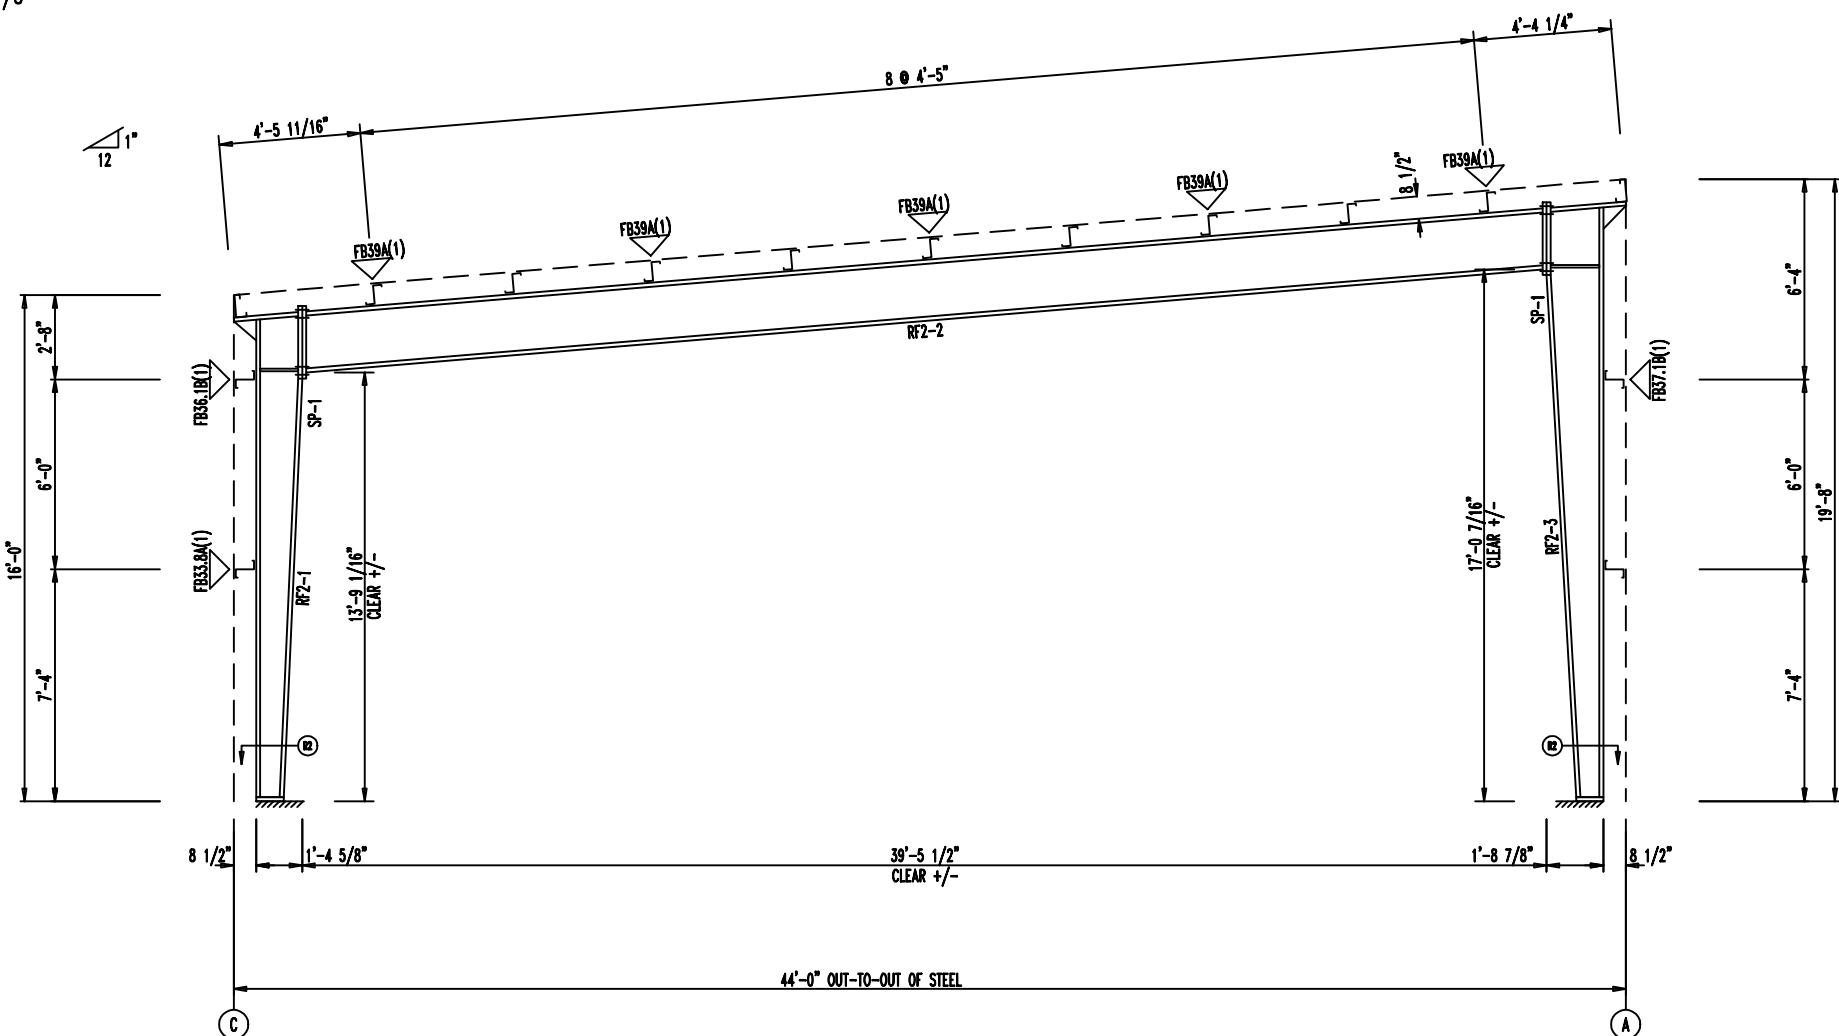 4'-4 1/4"
8 @ 4'-5"
4'-5 11/16"
1"
12
8 1/2"
FB39A(1)
FB39A(1)
FB39A(1)
FB39A(1)
FB39A(1)
2'-8"
6'-4"
RF2-2
SP-1
SP-1
FB36.1B(1)
FB37.1B(1)
6'-0"
6'-0"
16'-0"
19'-8"
FB33.8A(1)
RF2-1
13'-9 1/16"
CLEAR +/-
17'-0 7/16"
CLEAR +/-
RF2-3
7'-4"
7'-4"
8 1/2"
1'-4 5/8"
39'-5 1/2"
CLEAR +/-
1'-8 7/8"
8 1/2"
44'-0" OUT-TO-OUT OF STEEL
C
A